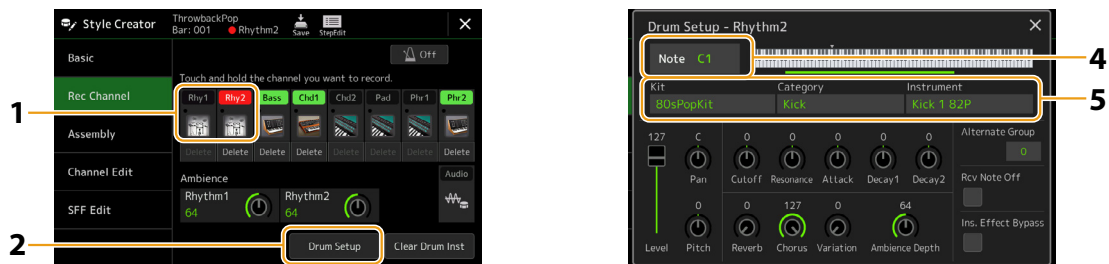 Style Creator
ThrowbackPop
Bar: 001 Rhythm2
Save
StepEdit
Basic
Off
Touch and hold the channel you want to record.
Rec Channel
Rhy1 Rhy2 Bass Chd1 Chd2 Pad Phr1 Phr2
1
Assembly
Delete Delete Delete Delete Delete Delete Delete Delete
Channel Edit
Ambience
Audio
Rhythm1
64
Rhythm2
64
SFF Edit
2
Drum Setup
Clear Drum Inst
Drum Setup - Rhythm2
Note C1
4
Kit Category Instrument
80sPopKit Kick Kick 1 82P
5
127 C 0 0 0 0 0
Alternate Group
0
Pan Cutoff Resonance Attack Decay1 Decay2
Rcv Note Off
0 0 127 0 64
Ins. Effect Bypass
Level Pitch Reverb Chorus Variation Ambience Depth